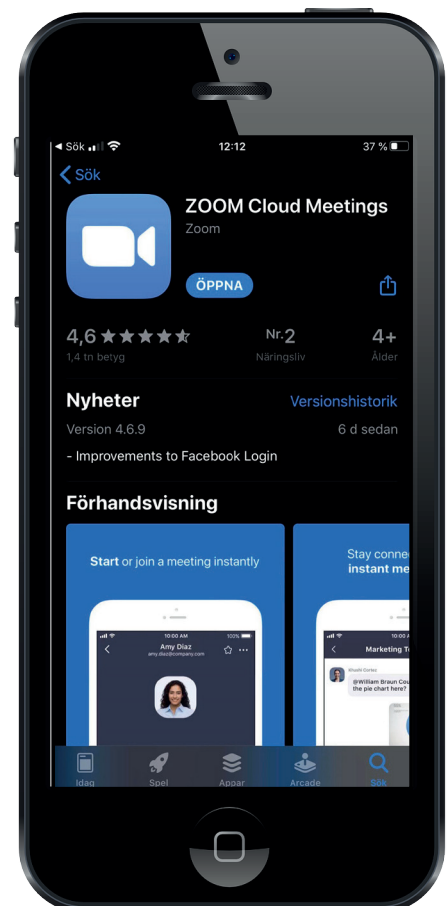 Sök
12:12
37 %
Sök
ZOOM Cloud Meetings
Zoom
ÖPPNA
4,6
Nr.2
4+
1,4 tn betyg
Näringsliv
Ålder
Nyheter
Versionshistorik
Version 4.6.9
6 d sedan
- Improvements to Facebook Login
Förhandsvisning
Start or join a meeting instantly
Stay conne
instant me
10:00 AM
100%
Amy Diaz
amy.diaz@company.com
10:00 A
Marketing Te
@William Braun Cou
the pie chart here?
Idag
Spel
Appar
Arcade
Sök